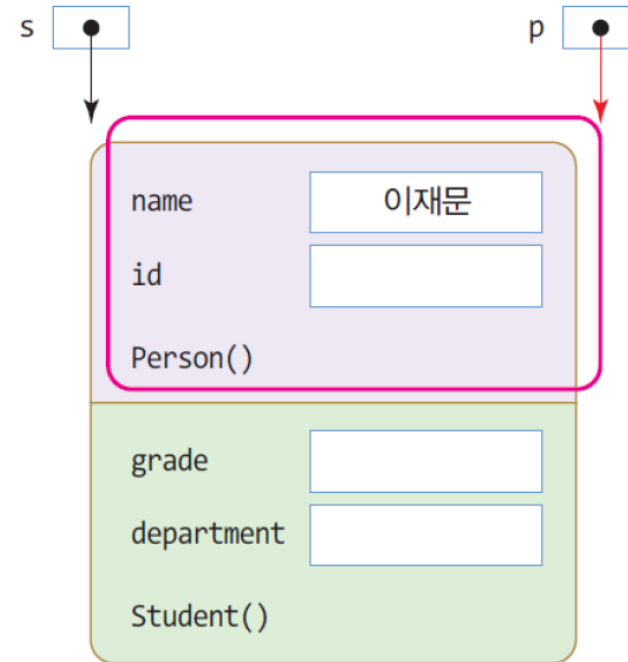 s p
name 이재문
id
Person()
grade
department
Student()